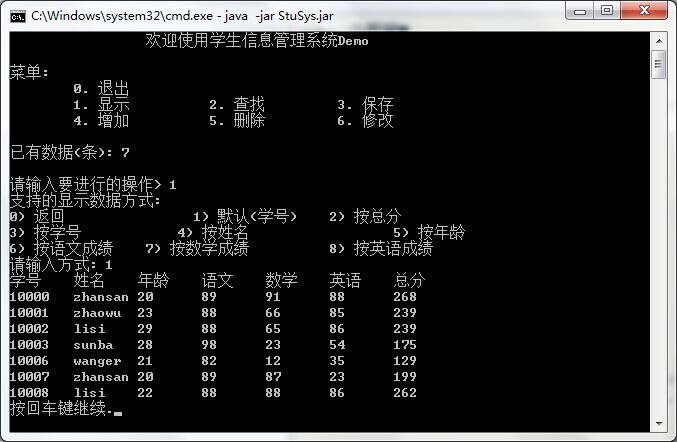 C:\Windows\system32\cmd.exe - java -jar StuSys.jar
欢迎使用学生信息管理系统Demo
菜单:
0. 退出
1. 显示 2. 查找 3. 保存
4. 增加 5. 删除 6. 修改
已有数据(条): 7
请输入要进行的操作> 1
支持的显示数据方式:
0) 返回 1) 默认(学号) 2) 按总分
3) 按学号 4) 按姓名 5) 按年龄
6) 按语文成绩 7) 按数学成绩 8) 按英语成绩
请输入方式: 1
学号 姓名 年龄 语文 数学 英语 总分
10000 zhansan 20 89 91 88 268
10001 zhaowu 23 88 66 85 239
10002 lisi 29 88 65 86 239
10003 sunba 28 98 23 54 175
10006 wanger 21 82 12 35 129
10007 zhansan 20 89 87 23 199
10008 lisi 22 88 88 86 262
按回车键继续.